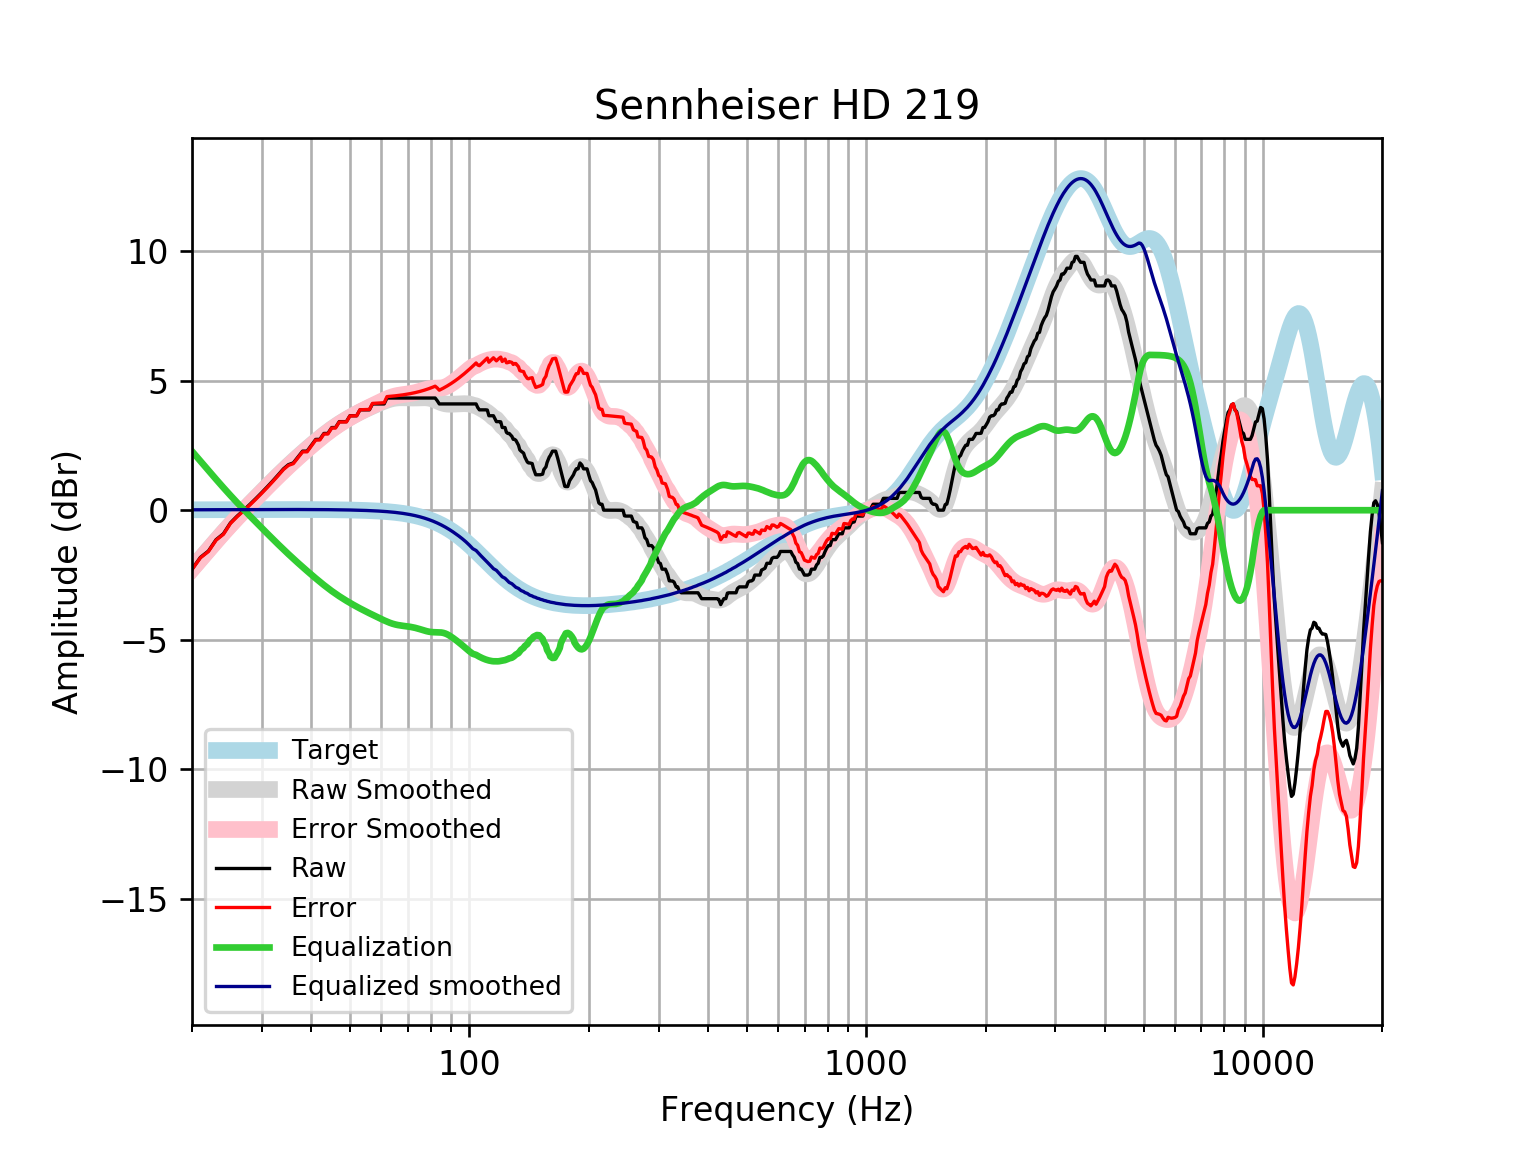 Sennheiser HD 219
Amplitude (dBr)
10
5
0
−5
−10
−15
Target
Raw Smoothed
Error Smoothed
Raw
Error
Equalization
Equalized smoothed
100 1000 10000
Frequency (Hz)